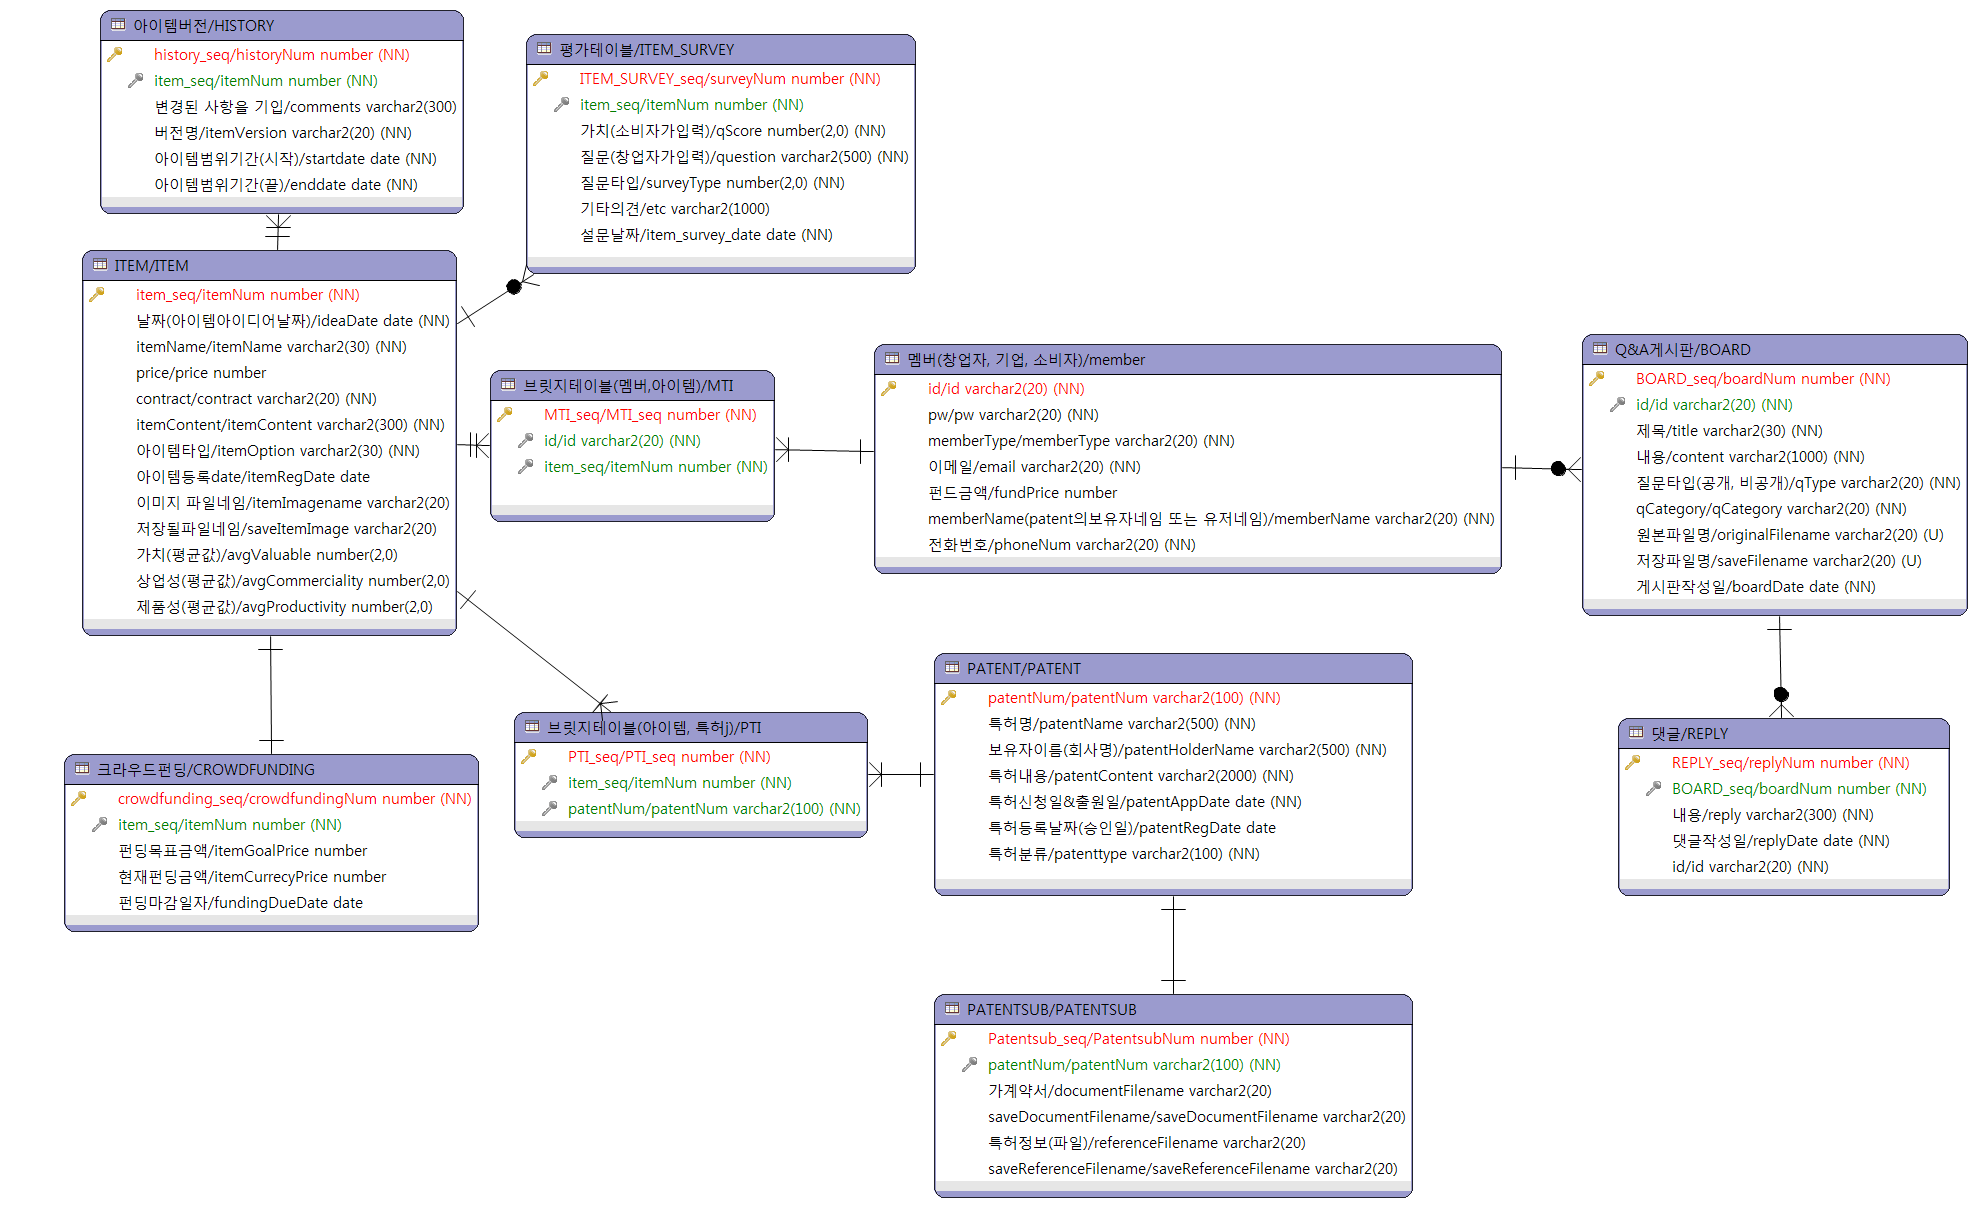 아이템버전/HISTORY
history_seq/historyNum number (NN)
item_seq/itemNum number (NN)
변경된 사항을 기입/comments varchar2(300)
버전명/itemVersion varchar2(20) (NN)
아이템범위기간(시작)/startdate date (NN)
아이템범위기간(끝)/enddate date (NN)
평가테이블/ITEM_SURVEY
ITEM_SURVEY_seq/surveyNum number (NN)
item_seq/itemNum number (NN)
가치(소비자가입력)/qScore number(2,0) (NN)
질문(창업자가입력)/question varchar2(500) (NN)
질문타입/surveyType number(2,0) (NN)
기타의견/etc varchar2(1000)
설문날짜/item_survey_date date (NN)
ITEM/ITEM
item_seq/itemNum number (NN)
날짜(아이템아이디어날짜)/ideaDate date (NN)
itemName/itemName varchar2(30) (NN)
price/price number
contract/contract varchar2(20) (NN)
itemContent/itemContent varchar2(300) (NN)
아이템타입/itemOption varchar2(30) (NN)
아이템등록date/itemRegDate date
이미지 파일네임/itemImagename varchar2(20)
저장될파일네임/saveItemImage varchar2(20)
가치(평균값)/avgValuable number(2,0)
상업성(평균값)/avgCommerciality number(2,0)
제품성(평균값)/avgProductivity number(2,0)
브릿지테이블(멤버,아이템)/MTI
MTI_seq/MTI_seq number (NN)
id/id varchar2(20) (NN)
item_seq/itemNum number (NN)
멤버(창업자, 기업, 소비자)/member
id/id varchar2(20) (NN)
pw/pw varchar2(20) (NN)
memberType/memberType varchar2(20) (NN)
이메일/email varchar2(20) (NN)
펀드금액/fundPrice number
memberName(patent의보유자네임 또는 유저네임)/memberName varchar2(20) (NN)
전화번호/phoneNum varchar2(20) (NN)
Q&A게시판/BOARD
BOARD_seq/boardNum number (NN)
id/id varchar2(20) (NN)
제목/title varchar2(30) (NN)
내용/content varchar2(1000) (NN)
질문타입(공개, 비공개)/qType varchar2(20) (NN)
qCategory/qCategory varchar2(20) (NN)
원본파일명/originalFilename varchar2(20) (U)
저장파일명/saveFilename varchar2(20) (U)
게시판작성일/boardDate date (NN)
크라우드펀딩/CROWDFUNDING
crowdfunding_seq/crowdfundingNum number (NN)
item_seq/itemNum number (NN)
펀딩목표금액/itemGoalPrice number
현재펀딩금액/itemCurrecyPrice number
펀딩마감일자/fundingDueDate date
브릿지테이블(아이템, 특허j)/PTI
PTI_seq/PTI_seq number (NN)
item_seq/itemNum number (NN)
patentNum/patentNum varchar2(100) (NN)
PATENT/PATENT
patentNum/patentNum varchar2(100) (NN)
특허명/patentName varchar2(500) (NN)
보유자이름(회사명)/patentHolderName varchar2(500) (NN)
특허내용/patentContent varchar2(2000) (NN)
특허신청일&출원일/patentAppDate date (NN)
특허등록날짜(승인일)/patentRegDate date
특허분류/patenttype varchar2(100) (NN)
댓글/REPLY
REPLY_seq/replyNum number (NN)
BOARD_seq/boardNum number (NN)
내용/reply varchar2(300) (NN)
댓글작성일/replyDate date (NN)
id/id varchar2(20) (NN)
PATENTSUB/PATENTSUB
Patentsub_seq/PatentsubNum number (NN)
patentNum/patentNum varchar2(100) (NN)
가계약서/documentFilename varchar2(20)
saveDocumentFilename/saveDocumentFilename varchar2(20)
특허정보(파일)/referenceFilename varchar2(20)
saveReferenceFilename/saveReferenceFilename varchar2(20)